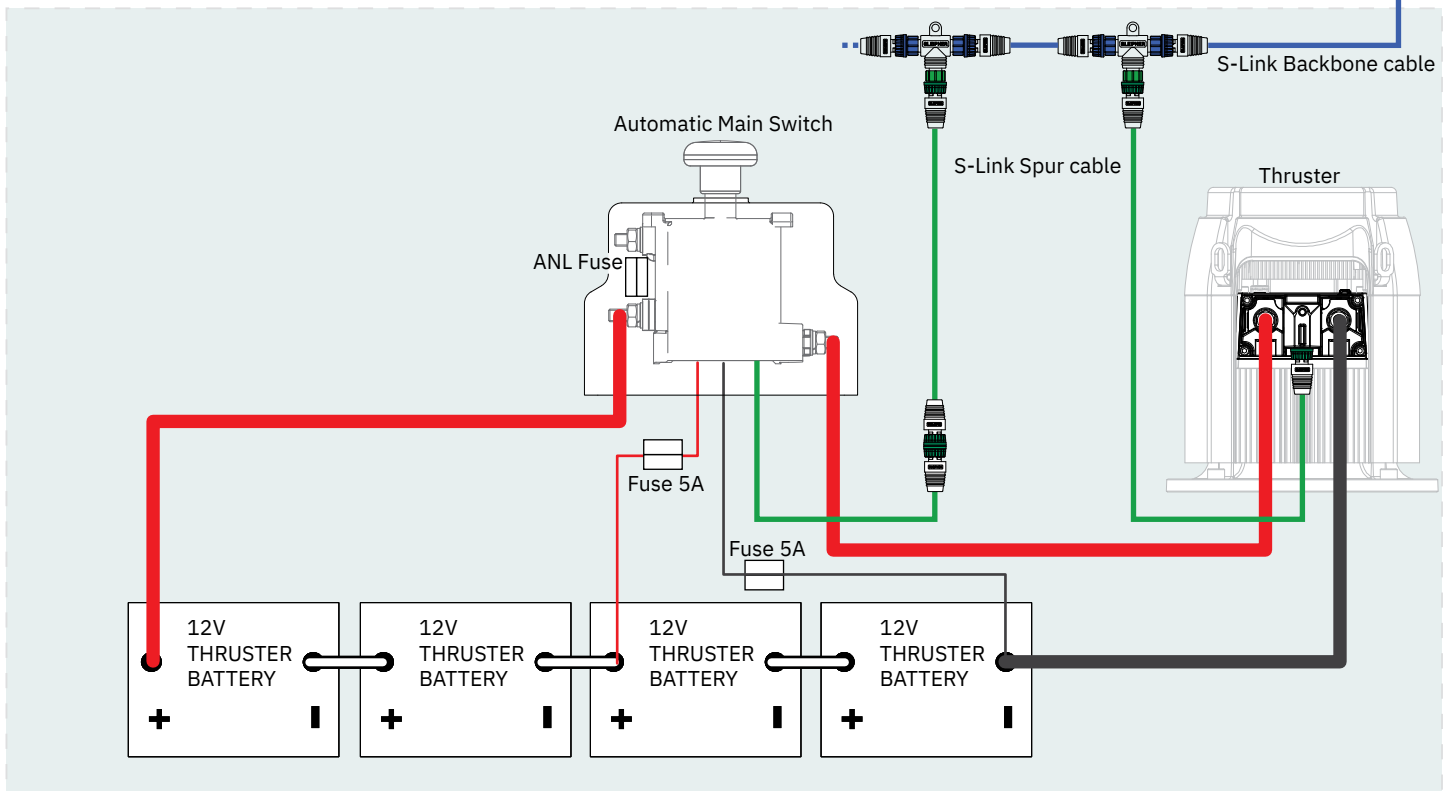 S-Link Backbone cable
Automatic Main Switch
S-Link Spur cable
Thruster
ANL Fuse
Fuse 5A
Fuse 5A
12V
THRUSTER
BATTERY
+
-
12V
THRUSTER
BATTERY
+
-
12V
THRUSTER
BATTERY
+
-
12V
THRUSTER
BATTERY
+
-